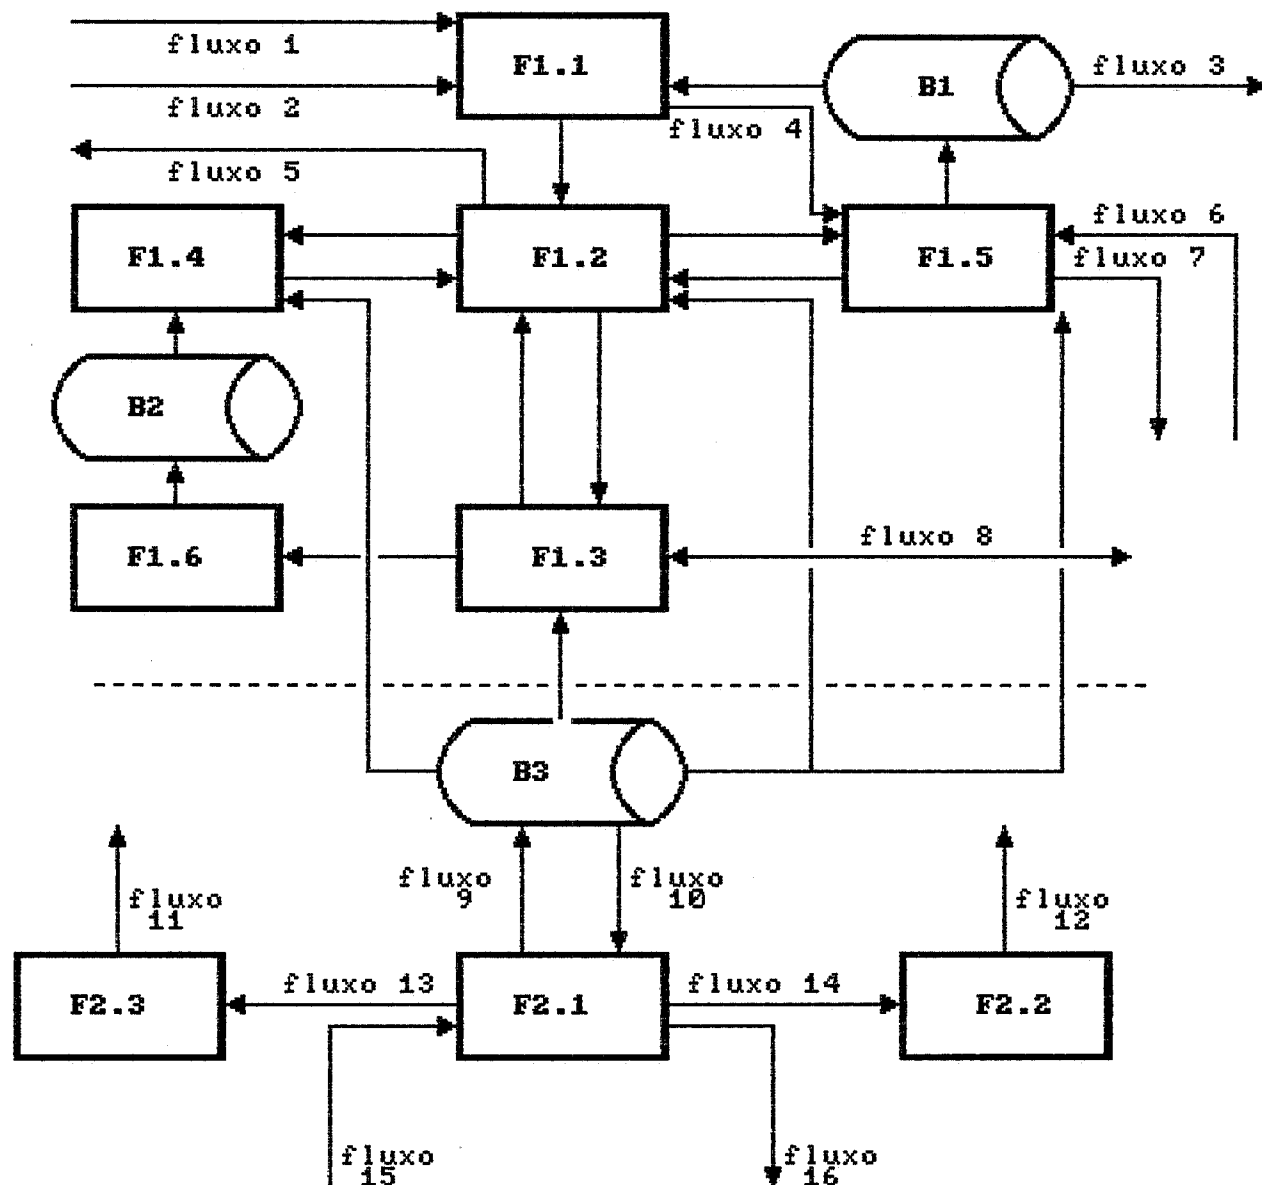 fluxo 1
F1.1
B1
fluxo 3
fluxo 2
fluxo 4
fluxo 5
fluxo 6
F1.4
F1.2
F1.5
fluxo 7
B2
F1.6
F1.3
fluxo 8
B3
fluxo
11
fluxo
9
fluxo
10
fluxo
12
F2.3
fluxo 13
F2.1
fluxo 14
F2.2
fluxo
15
fluxo
16